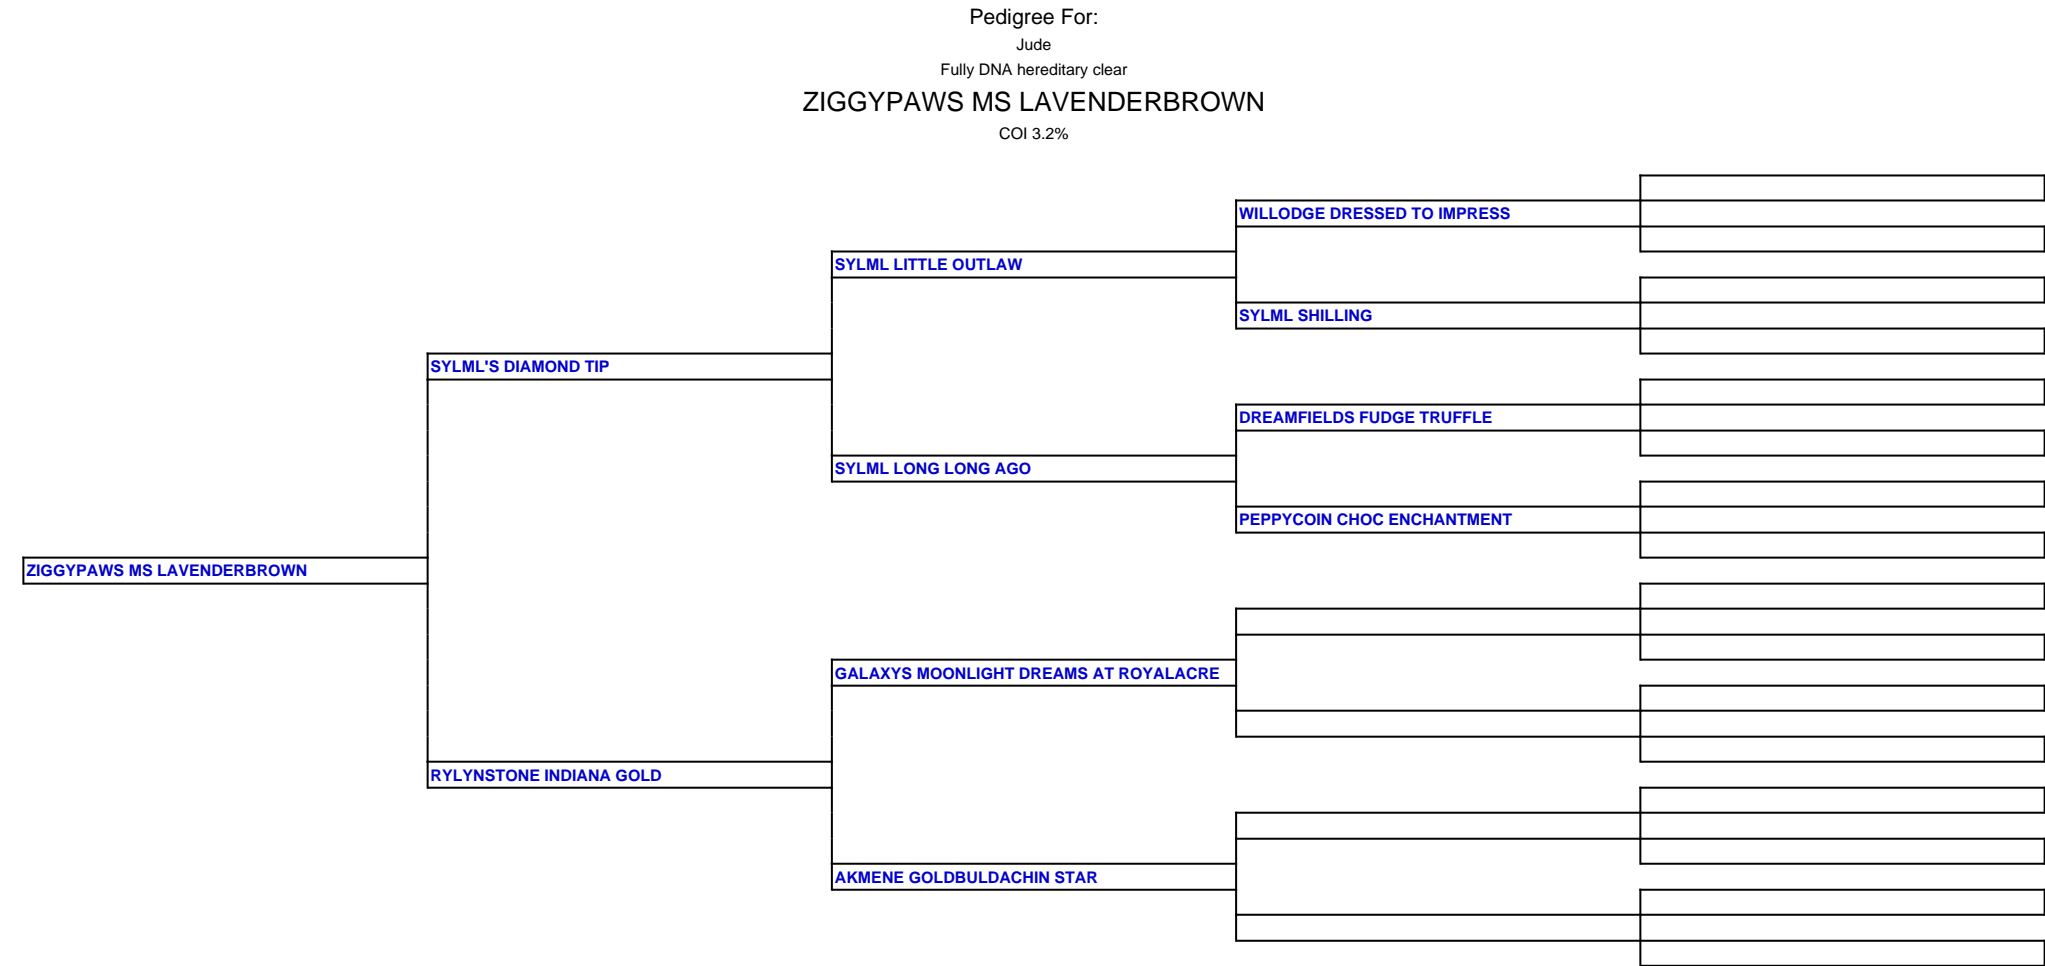 Pedigree For:
Jude
Fully DNA hereditary clear
ZIGGYPAWS MS LAVENDERBROWN
COI 3.2%
WILLODGE DRESSED TO IMPRESS
SYLML LITTLE OUTLAW
SYLML SHILLING
SYLML'S DIAMOND TIP
DREAMFIELDS FUDGE TRUFFLE
SYLML LONG LONG AGO
PEPPYCOIN CHOC ENCHANTMENT
ZIGGYPAWS MS LAVENDERBROWN
GALAXYS MOONLIGHT DREAMS AT ROYALACRE
RYLYNSTONE INDIANA GOLD
AKMENE GOLDBULDACHIN STAR